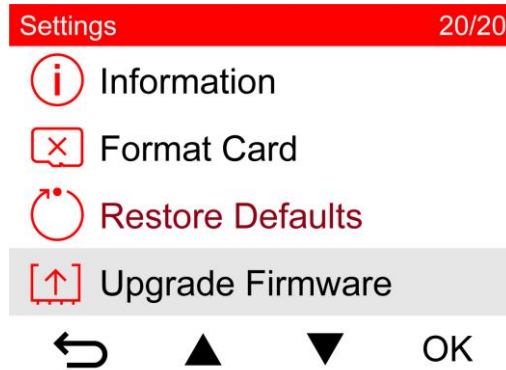 Settings 20/20
Information
Format Card
Restore Defaults
Upgrade Firmware
OK